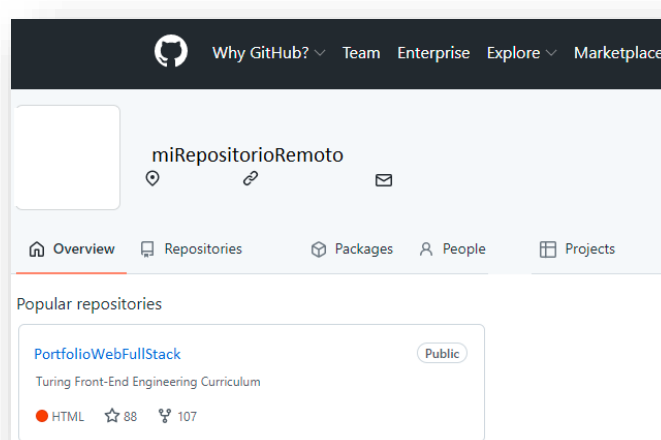 Why GitHub? Team Enterprise Explore Marketplace
miRepositorioRemoto
Overview Repositories Packages People Projects
Popular repositories
PortfolioWebFullStack Public
Turing Front-End Engineering Curriculum
HTML 88 107